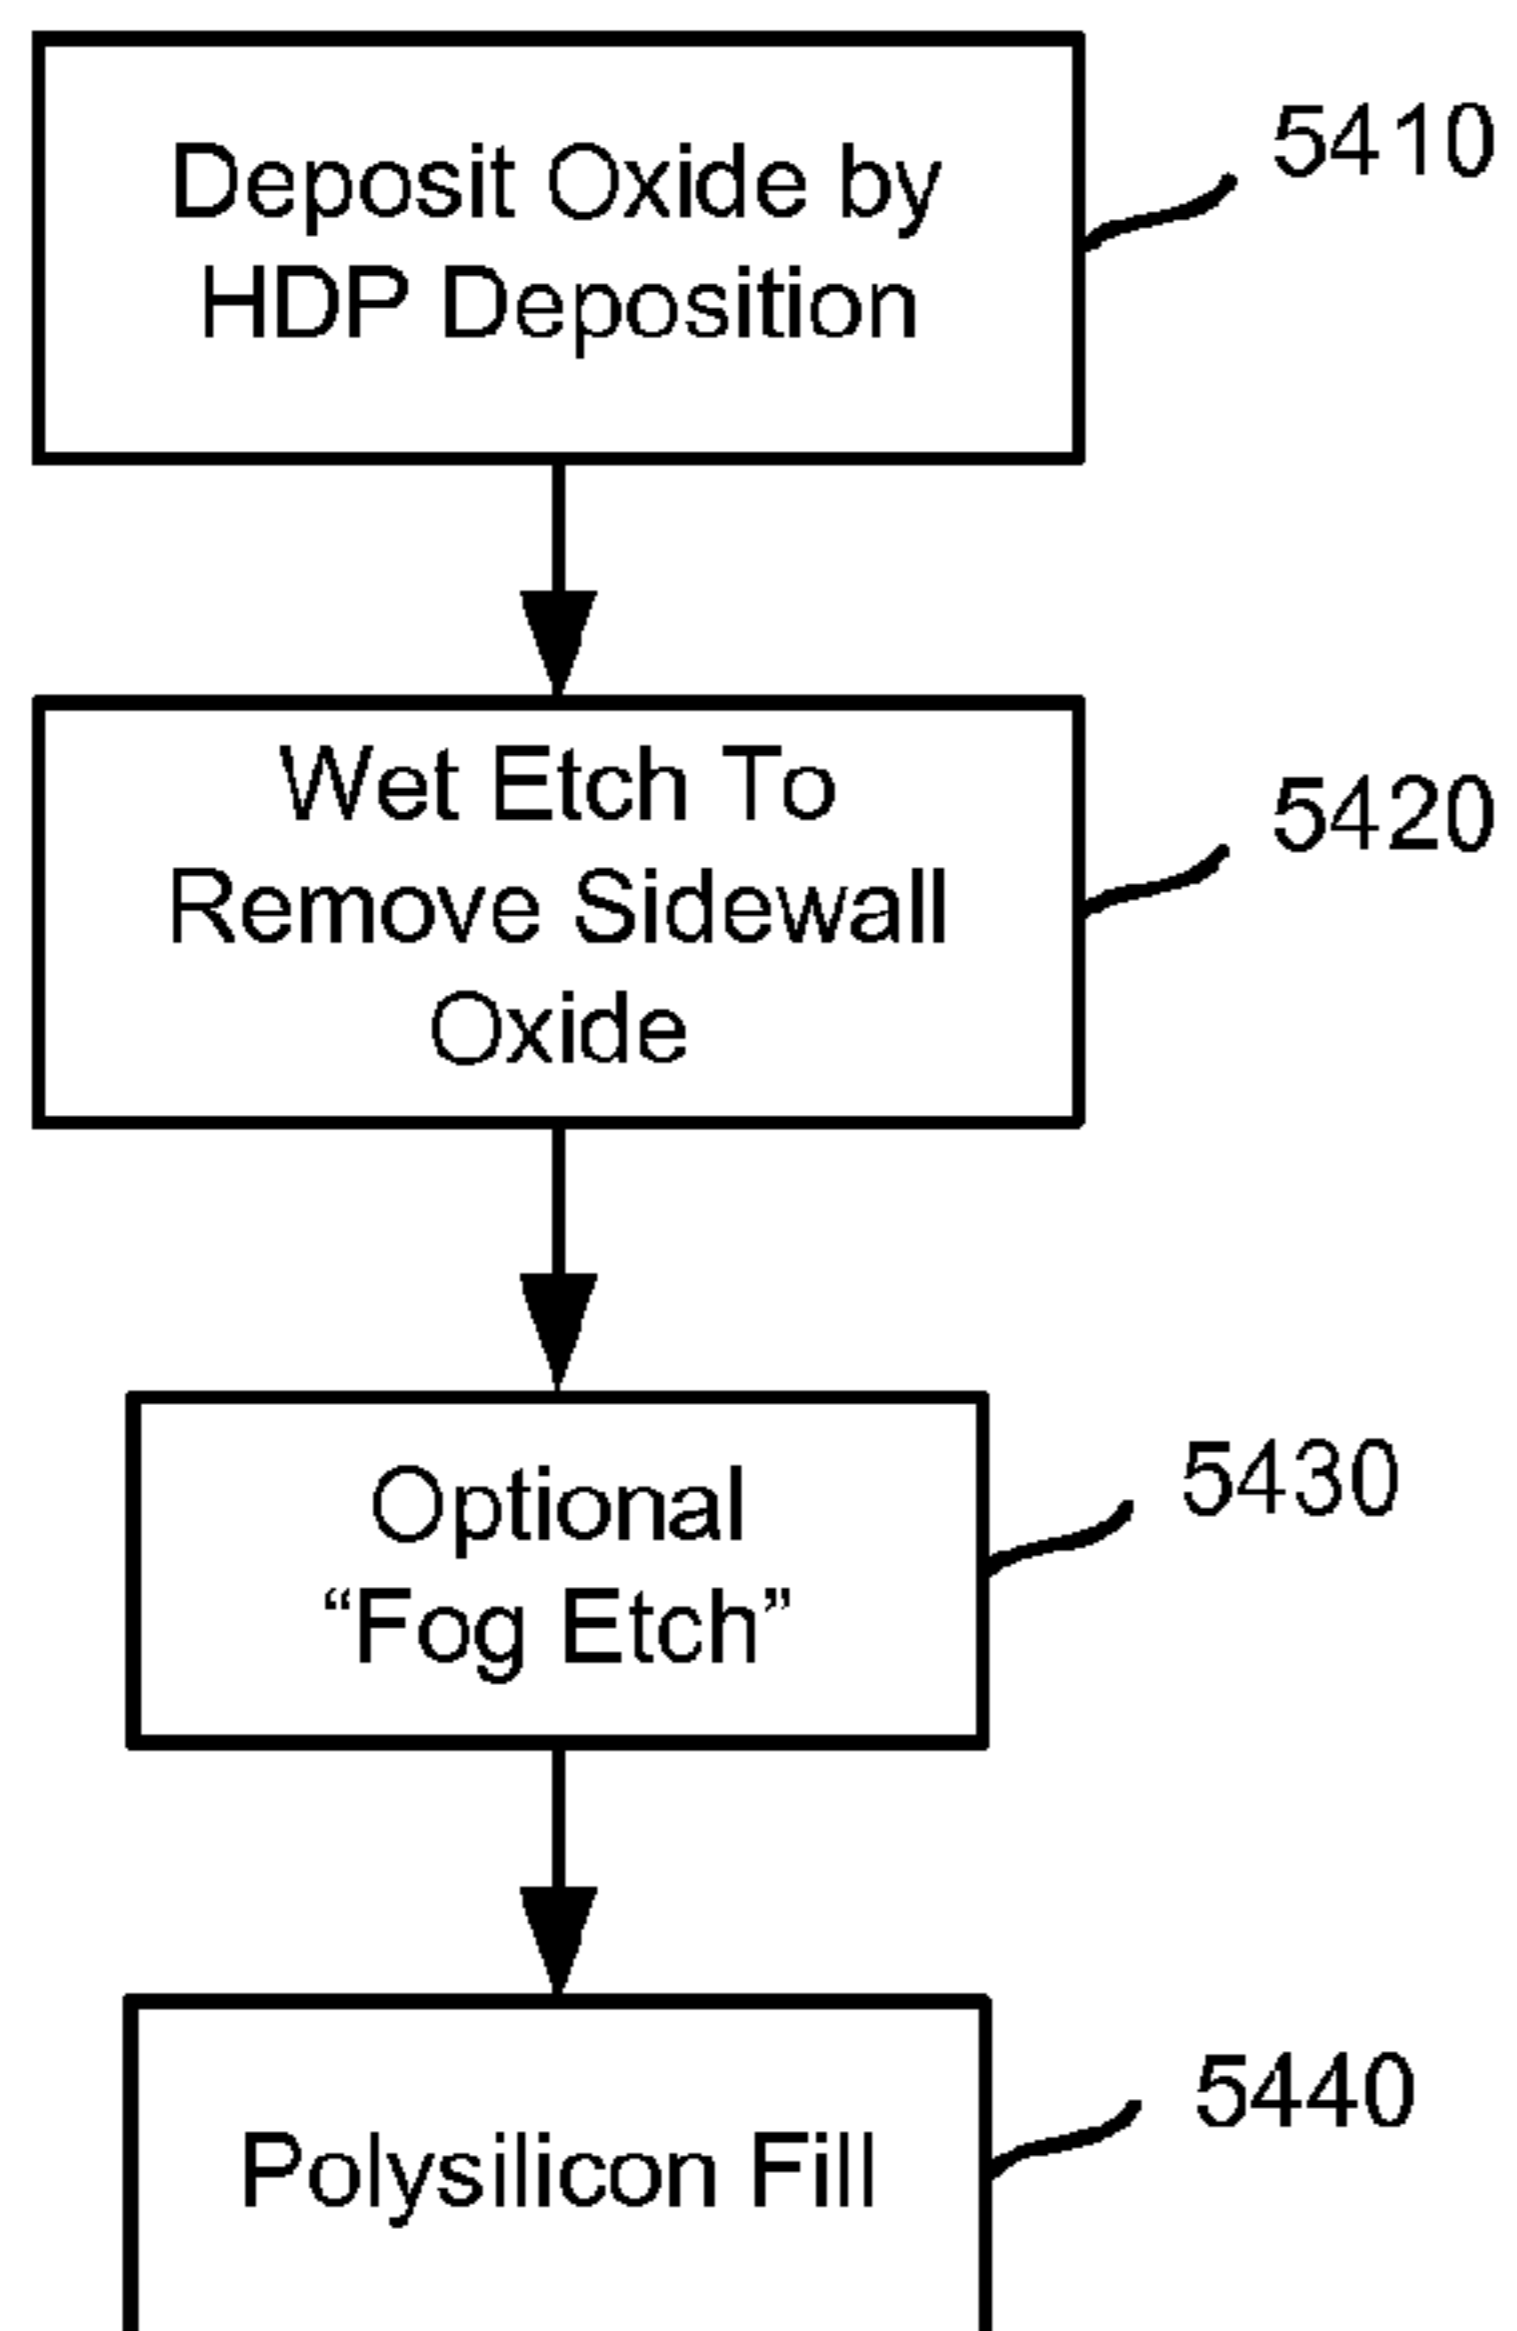 Deposit Oxide by
HDP Deposition
5410
Wet Etch To
Remove Sidewall
Oxide
5420
Optional
“Fog Etch”
5430
Polysilicon Fill
5440